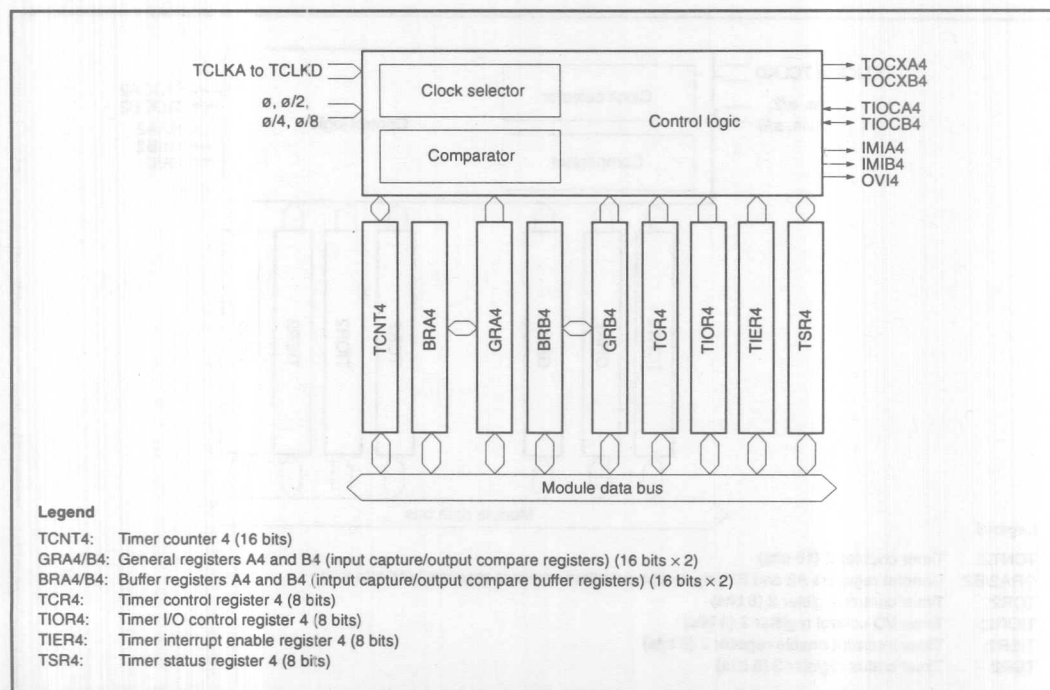 TCLKA to TCLKD
ø, ø/2,
ø/4, ø/8
Clock selector
Comparator
Control logic
TOCXA4
TOCXB4
TIOCA4
TIOCB4
IMIA4
IMIB4
OVI4
TCNT4
BRA4
GRA4
BRB4
GRB4
TCR4
TIOR4
TIER4
TSR4
Module data bus
Legend
TCNT4: Timer counter 4 (16 bits)
GRA4/B4: General registers A4 and B4 (input capture/output compare registers) (16 bits × 2)
BRA4/B4: Buffer registers A4 and B4 (intput capture/output compare buffer registers) (16 bits × 2)
TCR4: Timer control register 4 (8 bits)
TIOR4: Timer I/O control register 4 (8 bits)
TIER4: Timer interrupt enable register 4 (8 bits)
TSR4: Timer status register 4 (8 bits)